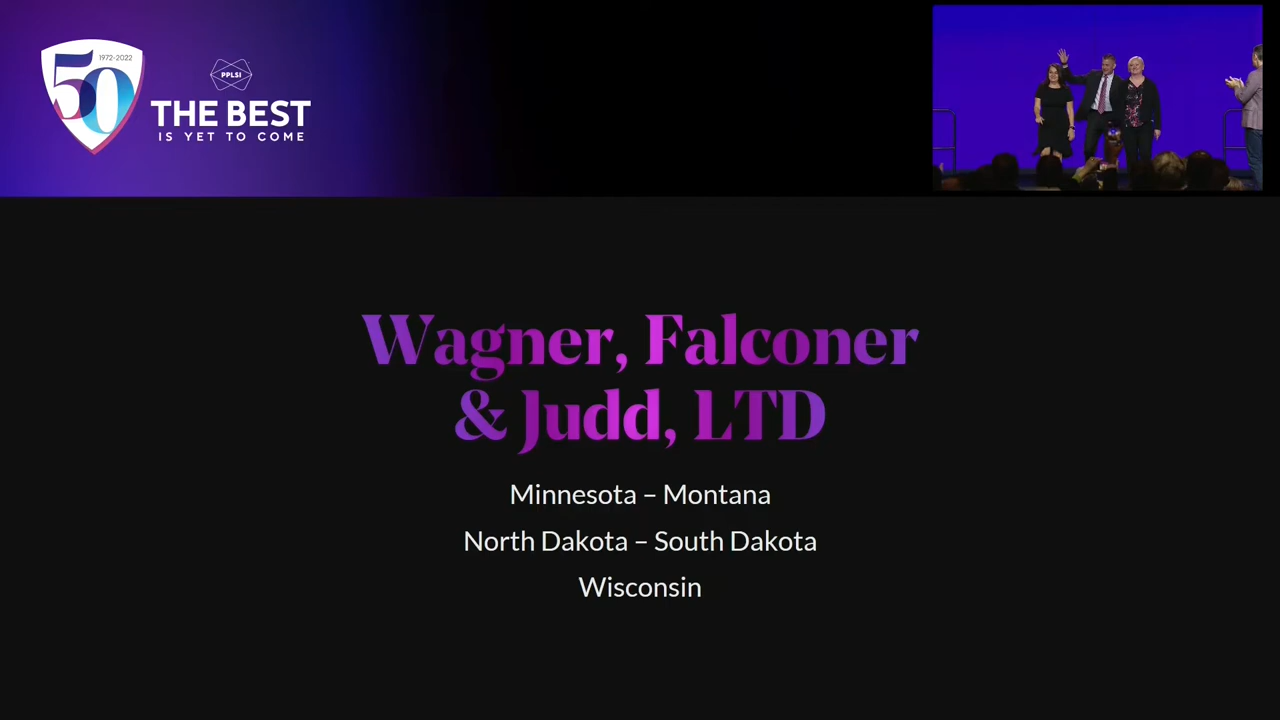 50
1972-2022
PPLSI
THE BEST
IS YET TO COME
Wagner, Falconer
& Judd, LTD
Minnesota – Montana
North Dakota – South Dakota
Wisconsin